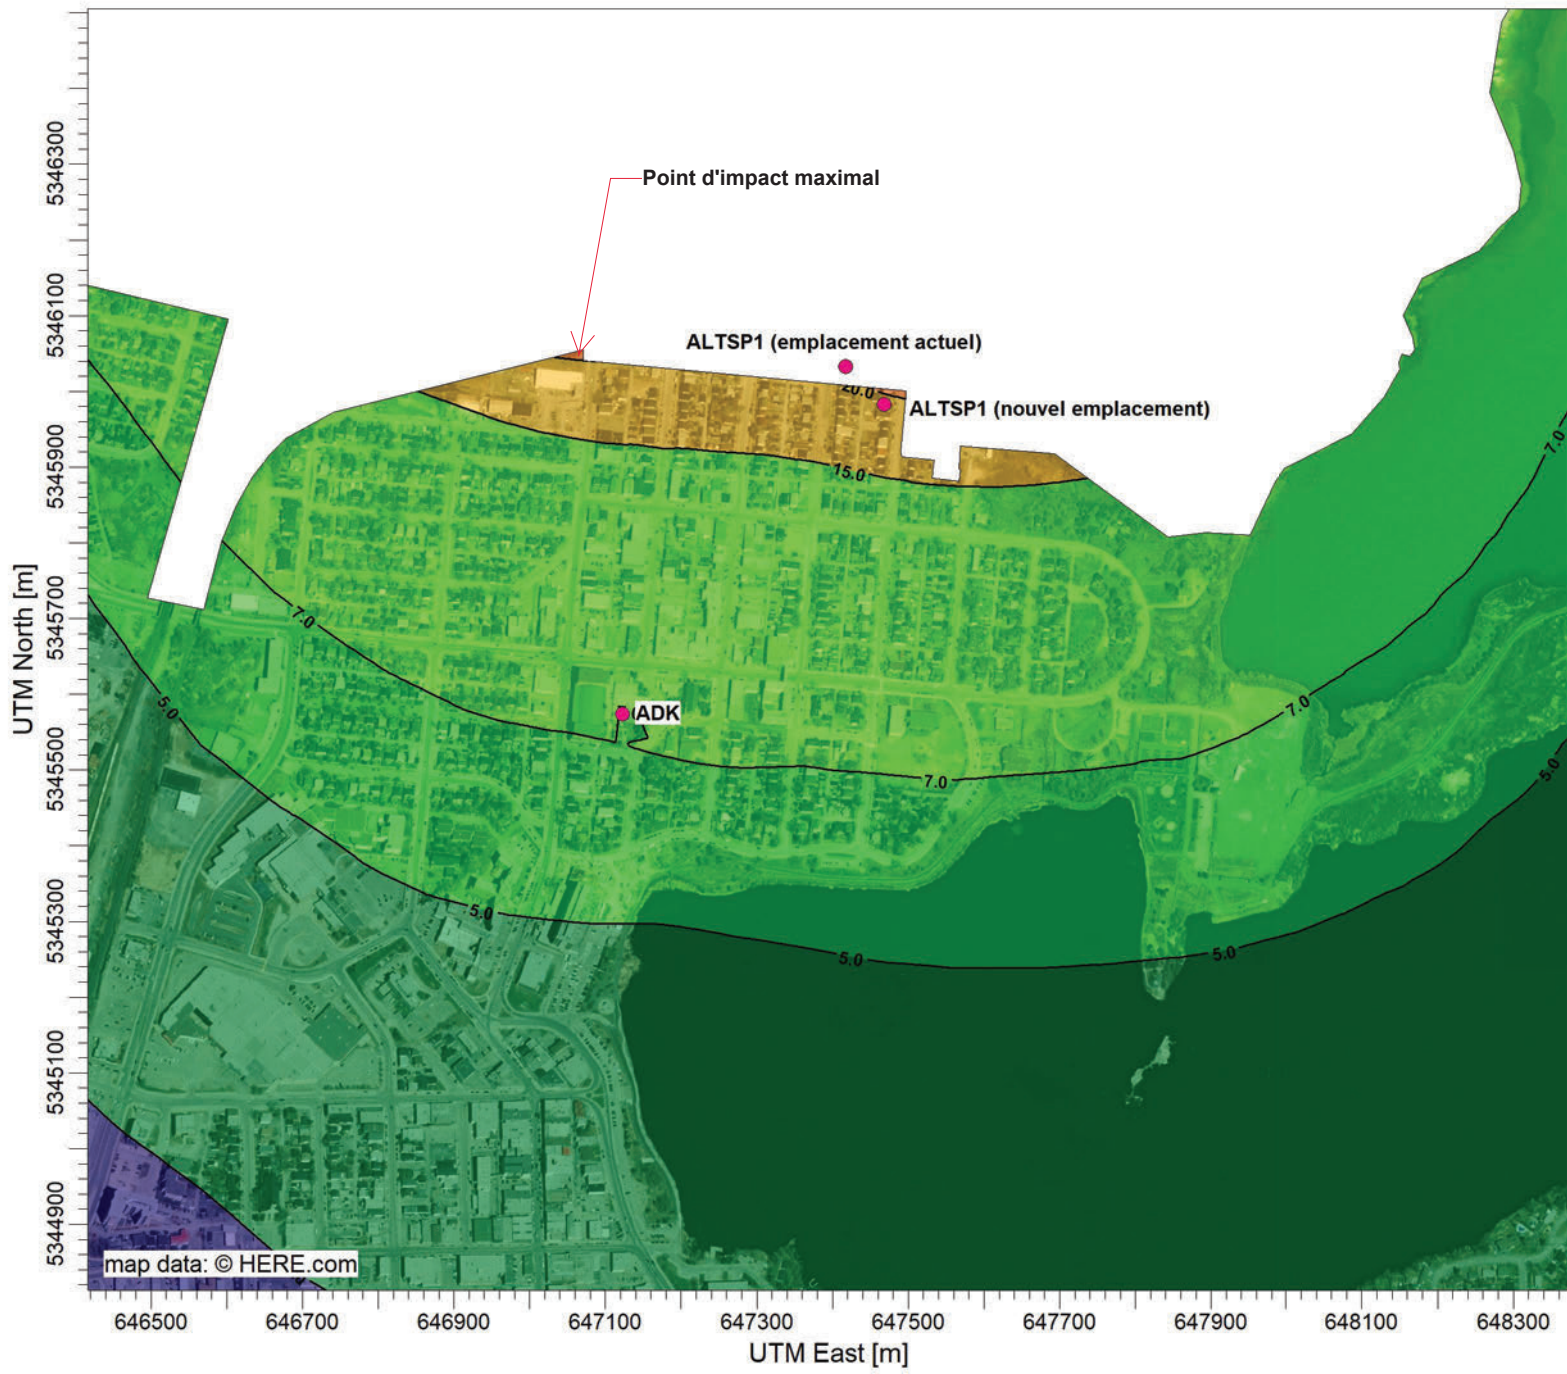 Point d'impact maximal
ALTSP1 (emplacement actuel)
20.0
ALTSP1 (nouvel emplacement)
15.0
7.0
7.0
ADK
7.0
7.0
5.0
5.0
5.0
5.0
5.0
map data: © HERE.com
UTM North [m]
5346300
5346100
5345900
5345700
5345500
5345300
5345100
5344900
646500 646700 646900 647100 647300 647500 647700 647900 648100 648300
UTM East [m]